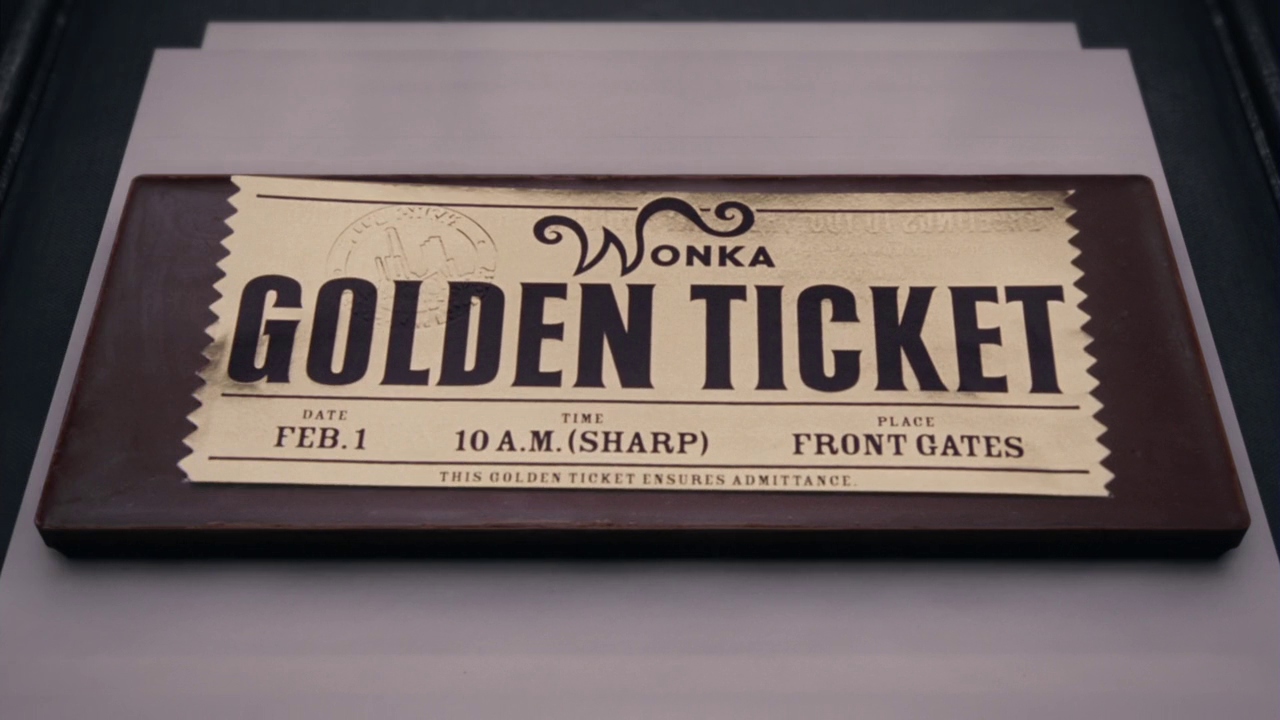 WONKA
GOLDEN TICKET
DATE TIME PLACE
FEB. 1 10 A.M. (SHARP) FRONT GATES
THIS GOLDEN TICKET ENSURES ADMITTANCE.